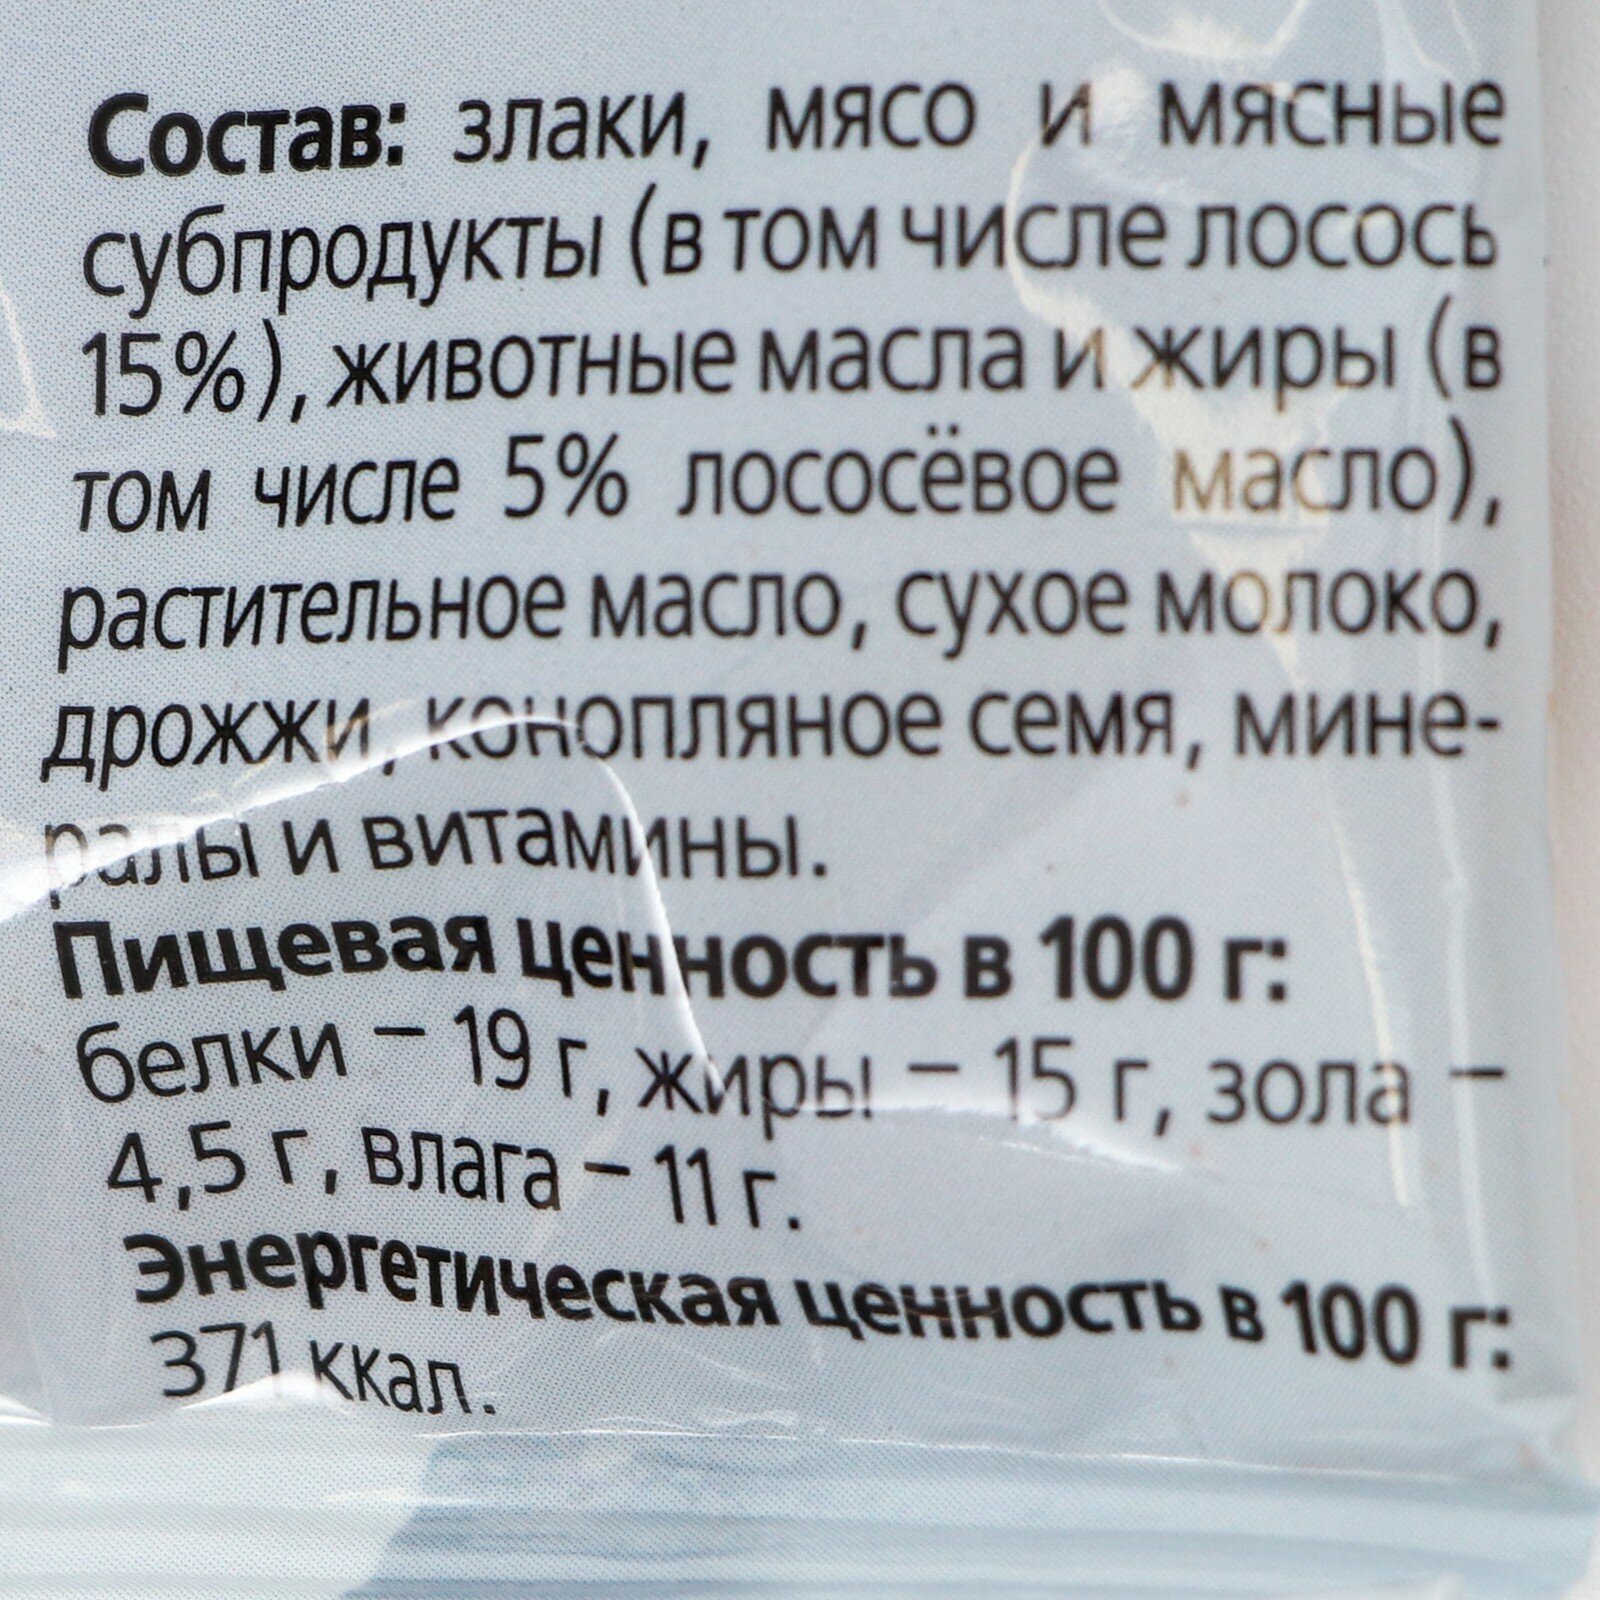 Состав: злаки, мясо и мясные
субпродукты (в том числе лосось
15%), животные масла и жиры (в
том числе 5% лососёвое масло),
растительное масло, сухое молоко,
дрожжи, конопляное семя, мине-
ралы и витамины.
Пищевая ценность в 100 г:
белки – 19 г, жиры – 15 г, зола –
4,5 г, влага – 11 г.
Энергетическая ценность в 100 г:
371 ккал.